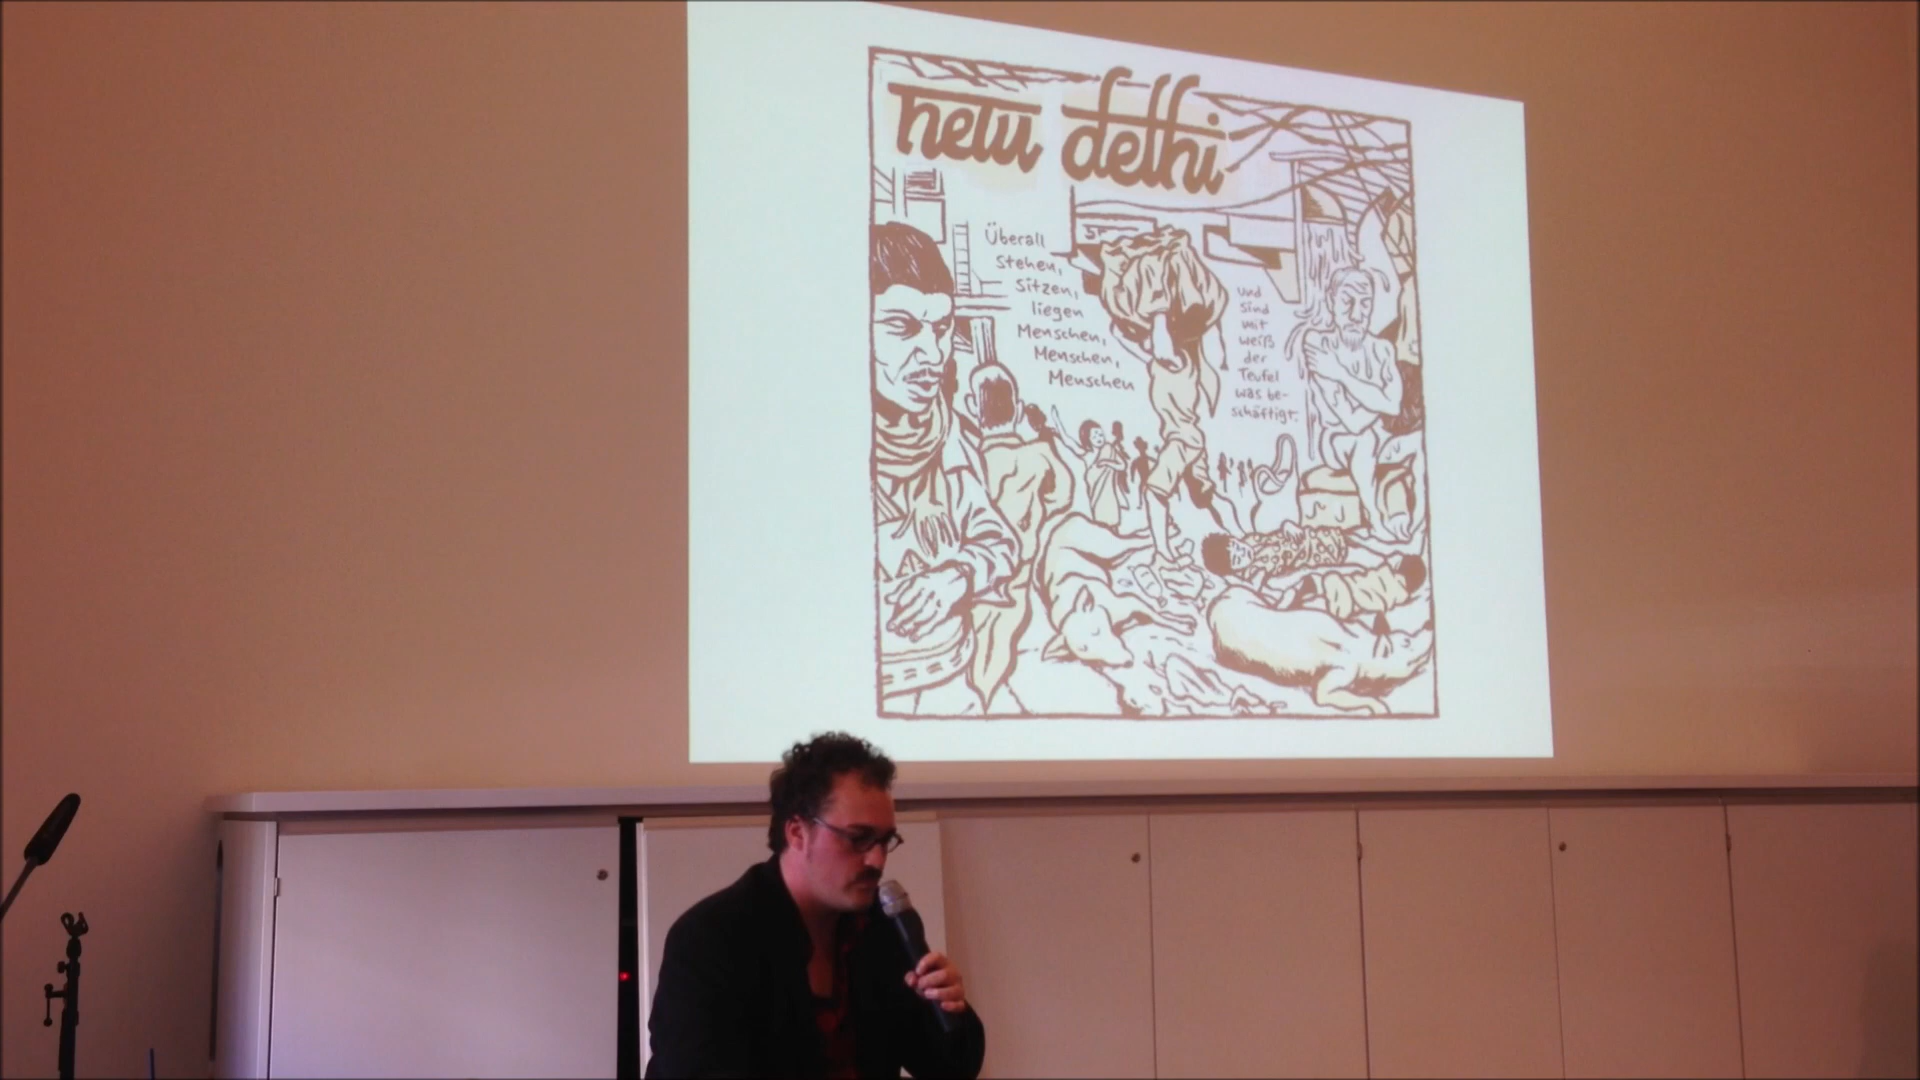 new delhi
Überall
stehen,
sitzen,
liegen
Menschen,
Menschen,
Menschen
und
sind
mit
weiß
der
Teufel
was be-
schäftigt.